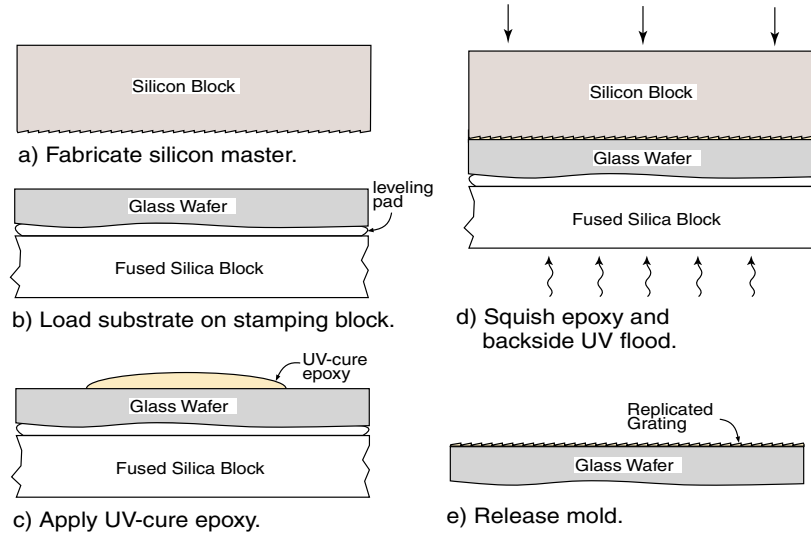 Silicon Block
a) Fabricate silicon master.
Glass Wafer
leveling
pad
Fused Silica Block
b) Load substrate on stamping block.
UV-cure
epoxy
Glass Wafer
Fused Silica Block
c) Apply UV-cure epoxy.
Silicon Block
Glass Wafer
Fused Silica Block
d) Squish epoxy and
backside UV flood.
Replicated
Grating
Glass Wafer
e) Release mold.